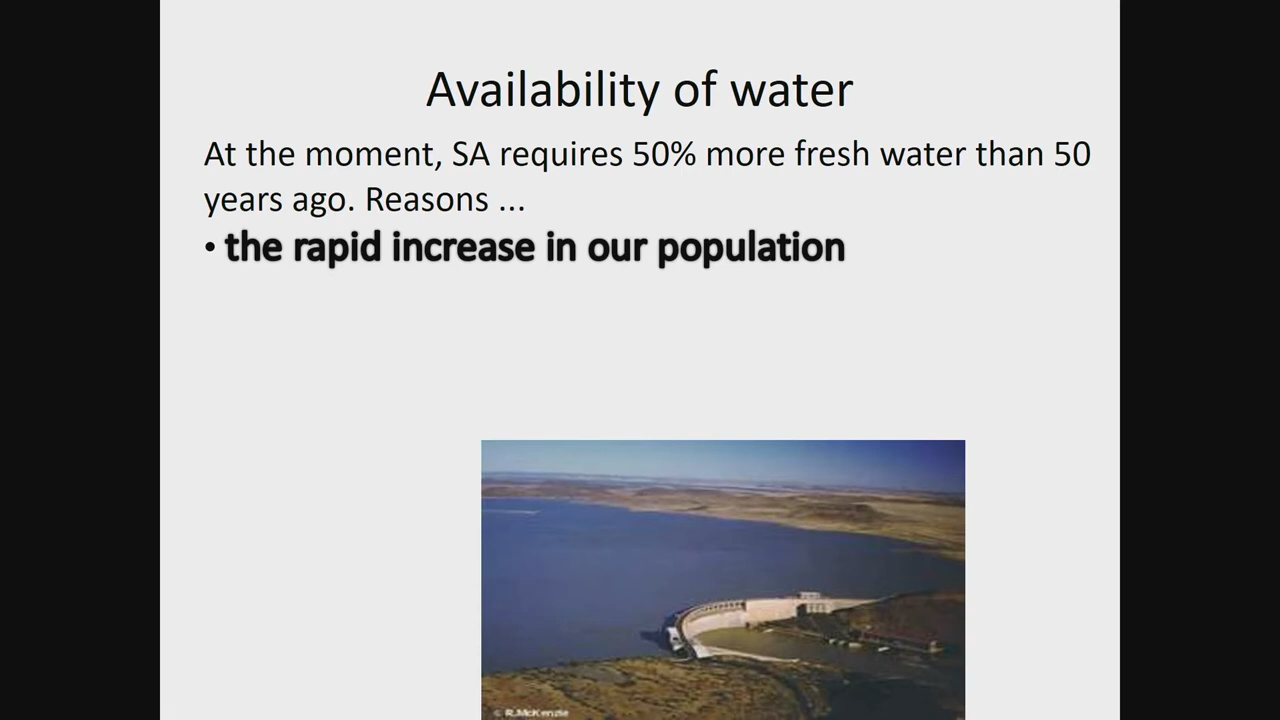 Availability of water
At the moment, SA requires 50% more fresh water than 50
years ago. Reasons ...
• the rapid increase in our population
© R.McKenzie